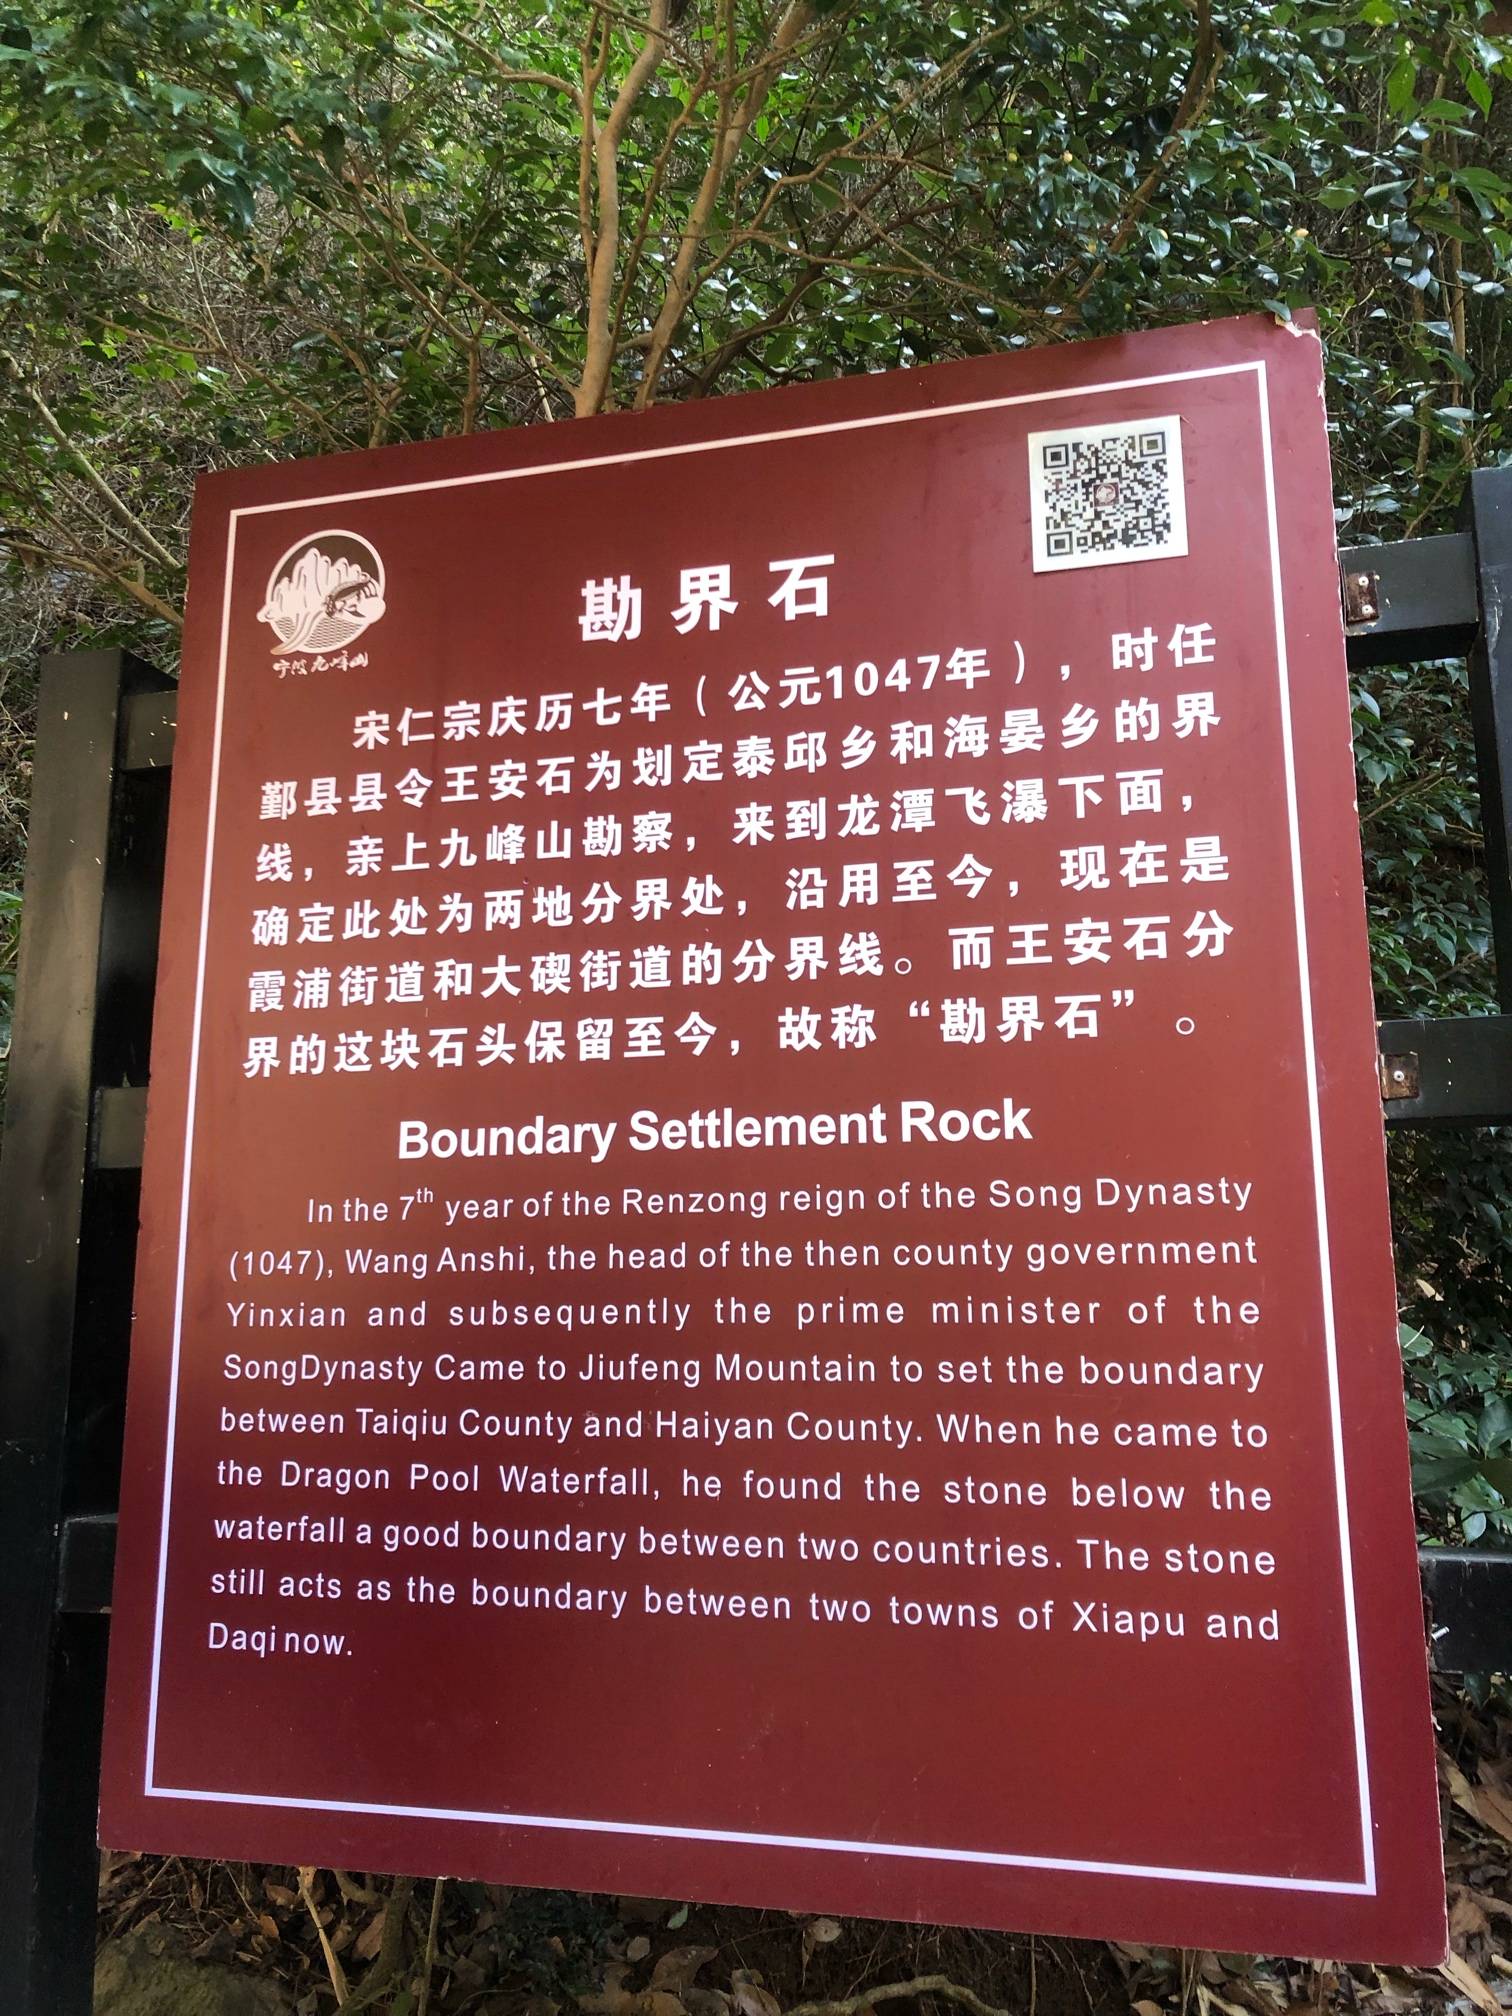 宁波九峰山
勘界石
宋仁宗庆历七年（公元1047年），时任
鄞县县令王安石为划定泰邱乡和海晏乡的界
线，亲上九峰山勘察，来到龙潭飞瀑下面，
确定此处为两地分界处，沿用至今，现在是
霞浦街道和大碶街道的分界线。而王安石分
界的这块石头保留至今，故称“勘界石”。
Boundary Settlement Rock
In the 7th year of the Renzong reign of the Song Dynasty
(1047), Wang Anshi, the head of the then county government
Yinxian and subsequently the prime minister of the
SongDynasty Came to Jiufeng Mountain to set the boundary
between Taiqiu County and Haiyan County. When he came to
the Dragon Pool Waterfall, he found the stone below the
waterfall a good boundary between two countries. The stone
still acts as the boundary between two towns of Xiapu and
Daqi now.